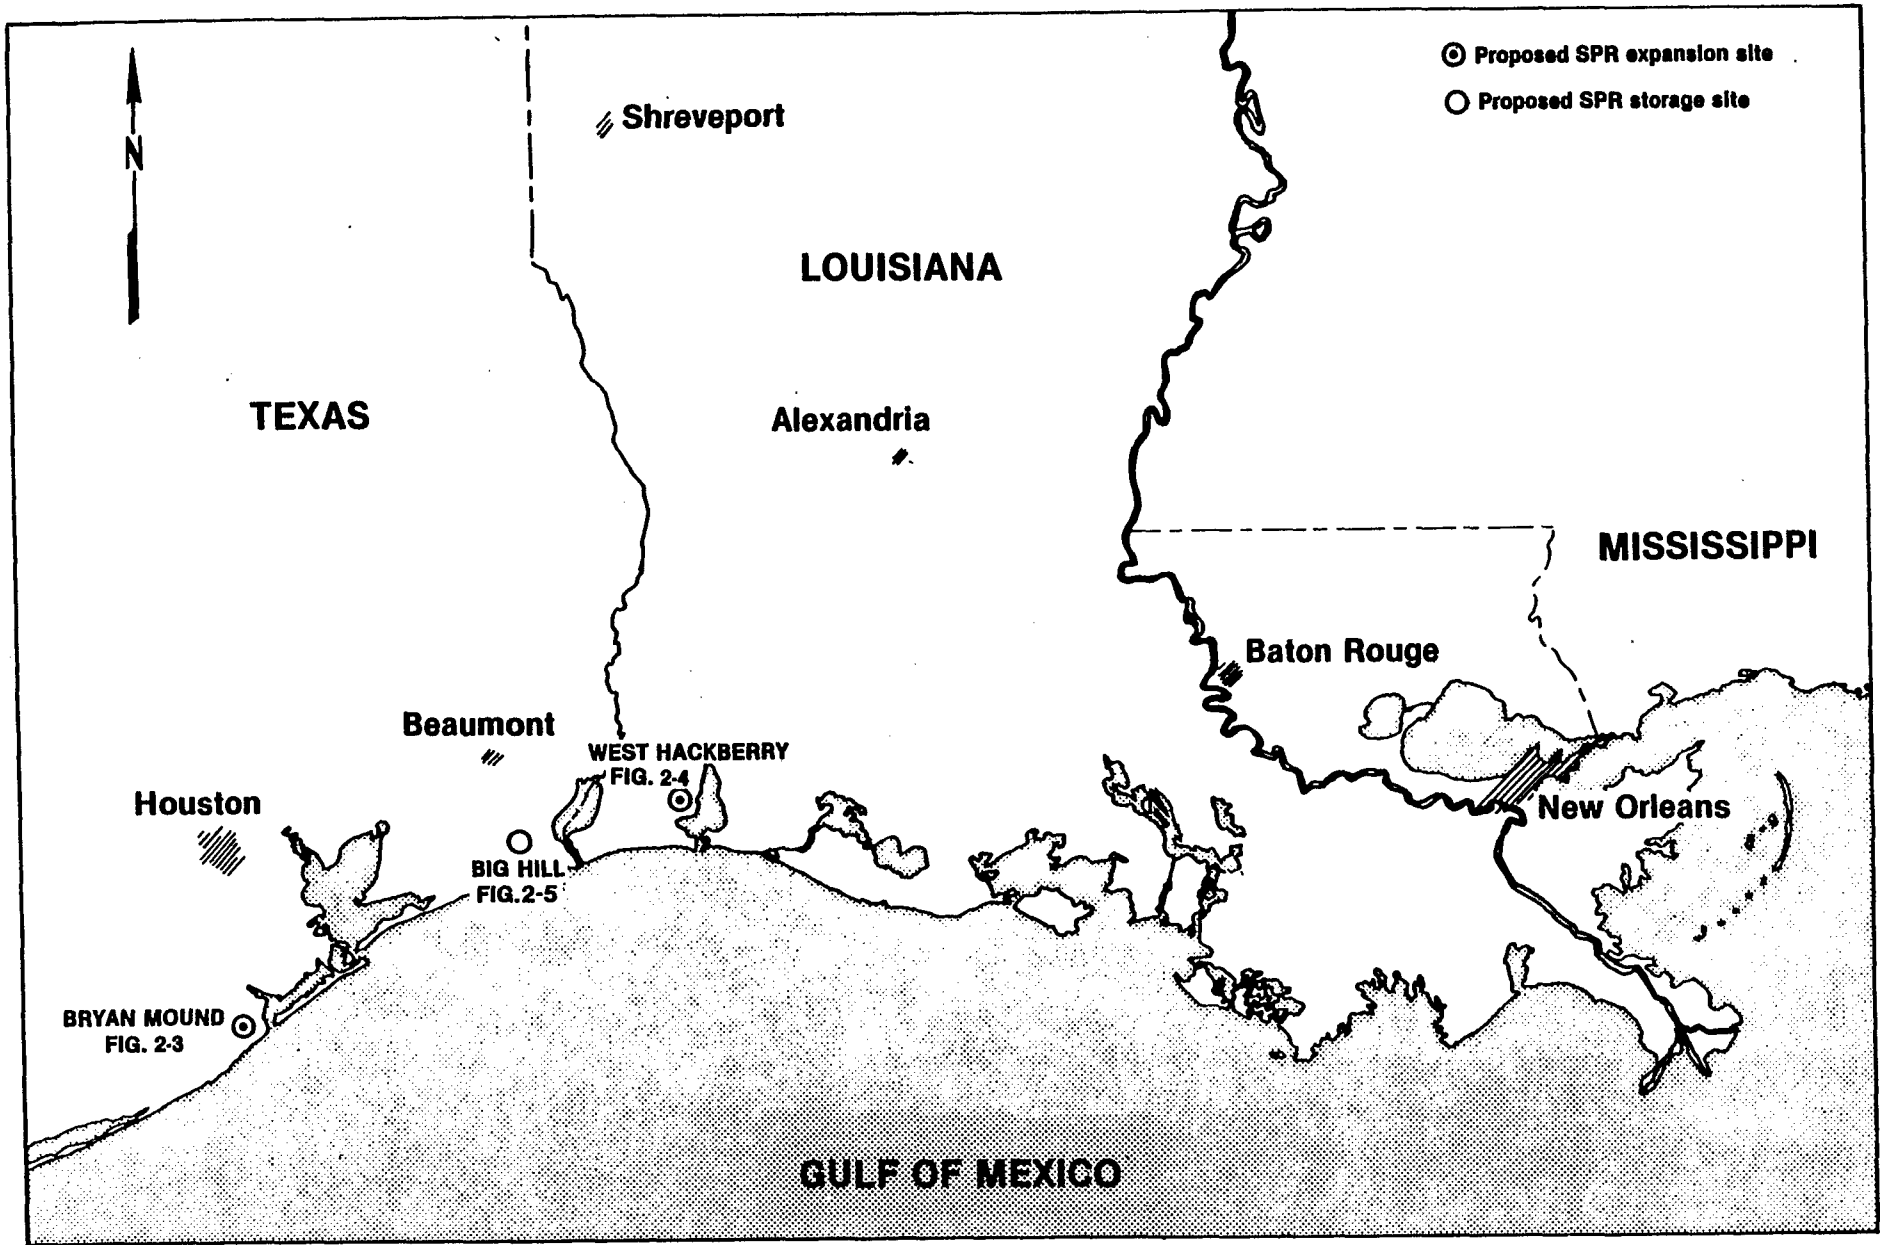 Proposed SPR expansion site
Proposed SPR storage site
N
Shreveport
LOUISIANA
TEXAS
Alexandria
MISSISSIPPI
Baton Rouge
Beaumont
WEST HACKBERRY
FIG. 2-4
Houston
New Orleans
BIG HILL
FIG.2-5
BRYAN MOUND
FIG. 2-3
GULF OF MEXICO